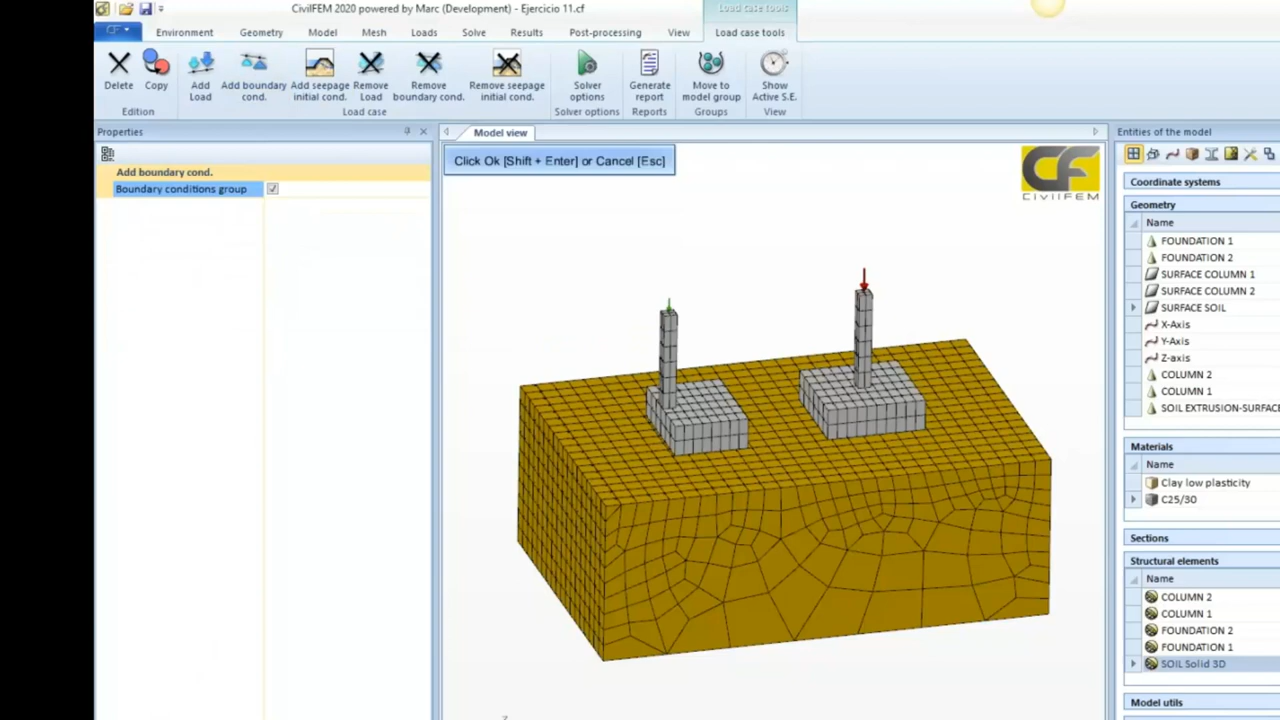 CivilFEM 2020 powered by Marc (Development) - Ejercicio 11.cf
Load case tools
CF
Environment
Geometry
Model
Mesh
Loads
Solve
Results
Post-processing
View
Load case tools
Delete
Copy
Add Load
Add boundary cond.
Add seepage initial cond.
Remove Load
Remove boundary cond.
Remove seepage initial cond.
Solver options
Generate report
Move to model group
Show Active S.E.
Edition
Load case
Solver options
Reports
Groups
View
Properties
Add boundary cond.
Boundary conditions group
Model view
Click Ok [Shift + Enter] or Cancel [Esc]
CF
CIVILFEM
Entities of the model
Coordinate systems
Geometry
Name
FOUNDATION 1
FOUNDATION 2
SURFACE COLUMN 1
SURFACE COLUMN 2
SURFACE SOIL
X-Axis
Y-Axis
Z-axis
COLUMN 2
COLUMN 1
SOIL EXTRUSION-SURFACE
Materials
Name
Clay low plasticity
C25/30
Sections
Structural elements
Name
COLUMN 2
COLUMN 1
FOUNDATION 2
FOUNDATION 1
SOIL Solid 3D
Model utils